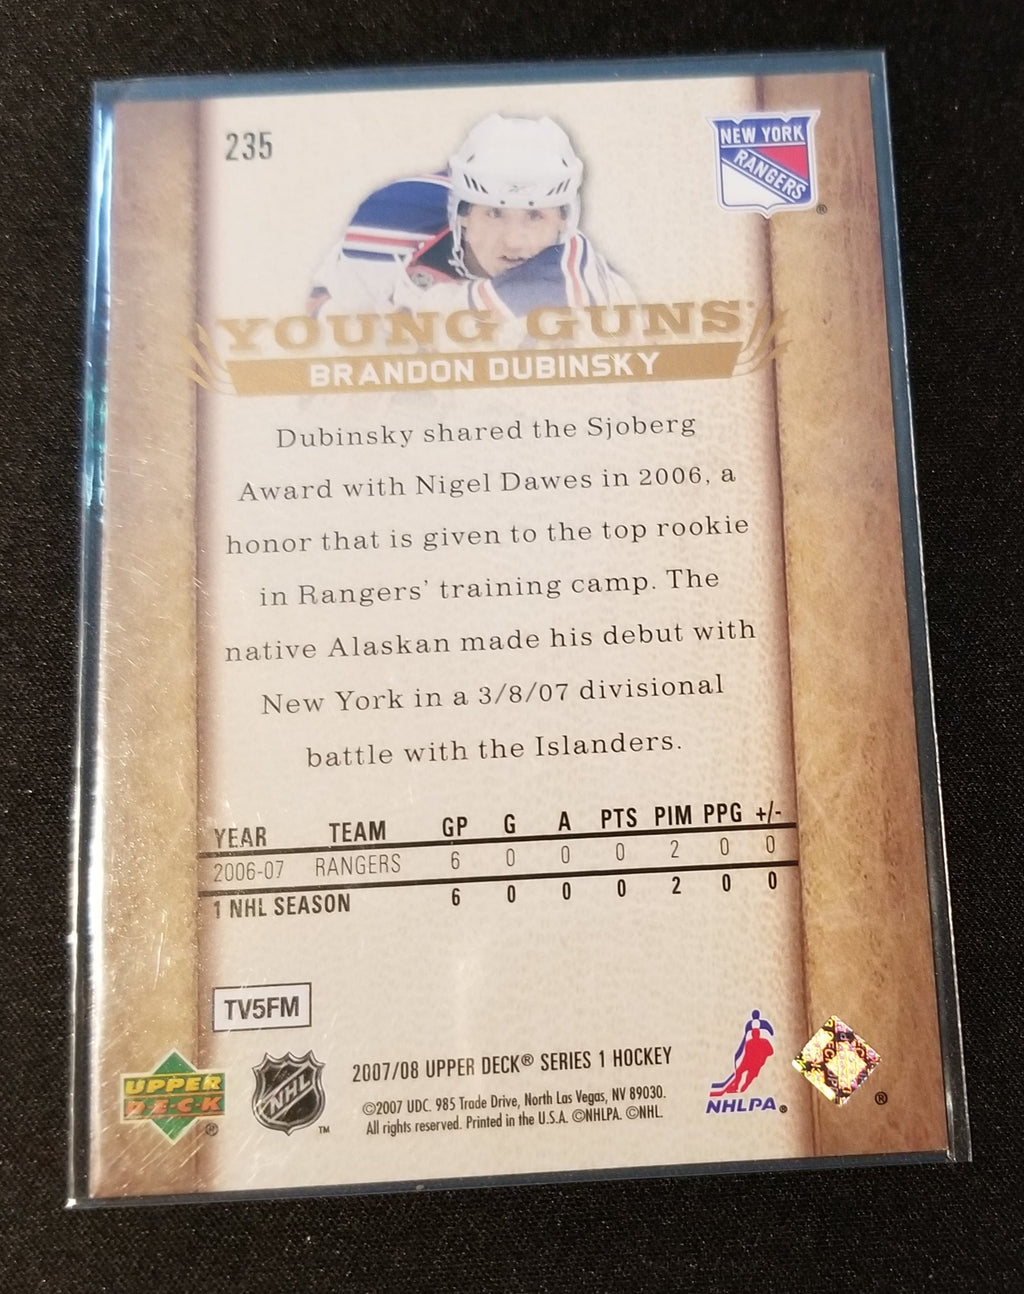 235
NEW YORK
RANGERS
®
YOUNG GUNS
BRANDON DUBINSKY
Dubinsky shared the Sjoberg
Award with Nigel Dawes in 2006, a
honor that is given to the top rookie
in Rangers' training camp. The
native Alaskan made his debut with
New York in a 3/8/07 divisional
battle with the Islanders.
YEAR TEAM GP G A PTS PIM PPG +/-
2006-07 RANGERS 6 0 0 0 2 0 0
1 NHL SEASON 6 0 0 0 2 0 0
TV5FM
UPPER
DECK
®
NHL
™
2007/08 UPPER DECK® SERIES 1 HOCKEY
©2007 UDC. 985 Trade Drive, North Las Vegas, NV 89030.
All rights reserved. Printed in the U.S.A. ©NHLPA. ©NHL.
NHLPA®
®